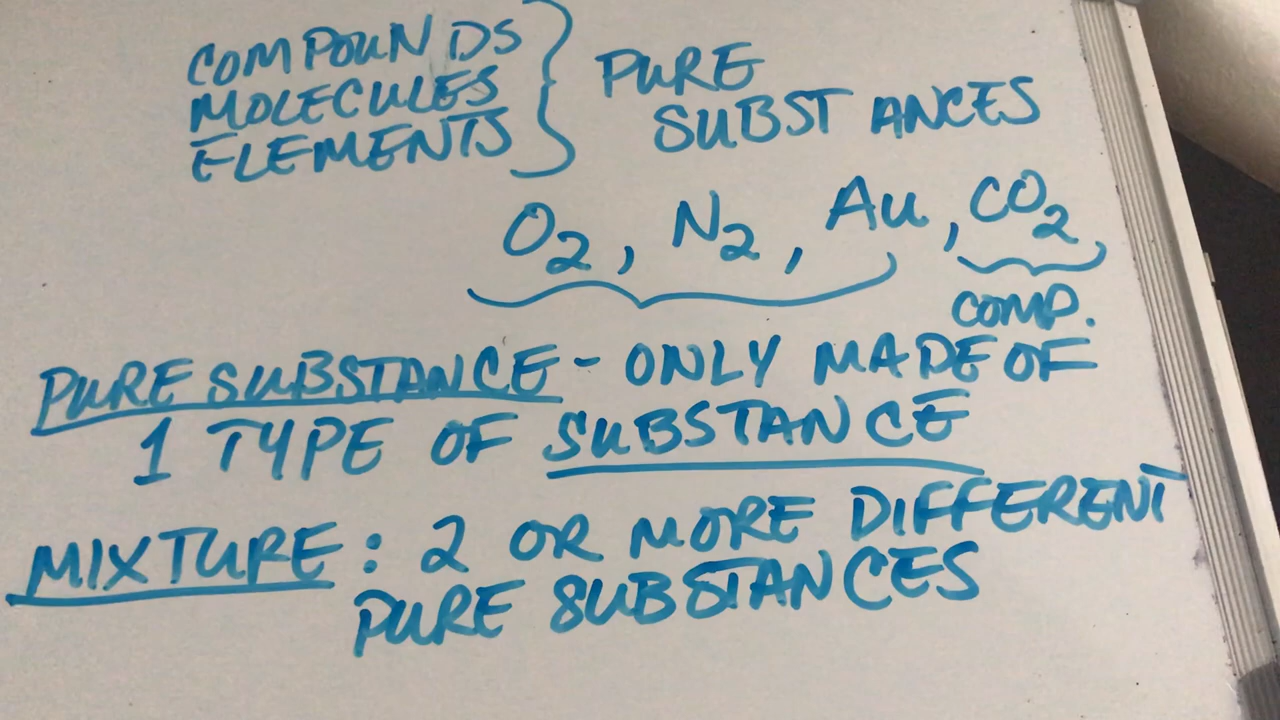 COMPOUNDS
MOLECULES
ELEMENTS
PURE
SUBSTANCES
O₂, N₂, Au, CO₂
COMP.
PURE SUBSTANCE - ONLY MADE OF
1 TYPE OF SUBSTANCE
MIXTURE: 2 OR MORE DIFFERENT
PURE SUBSTANCES